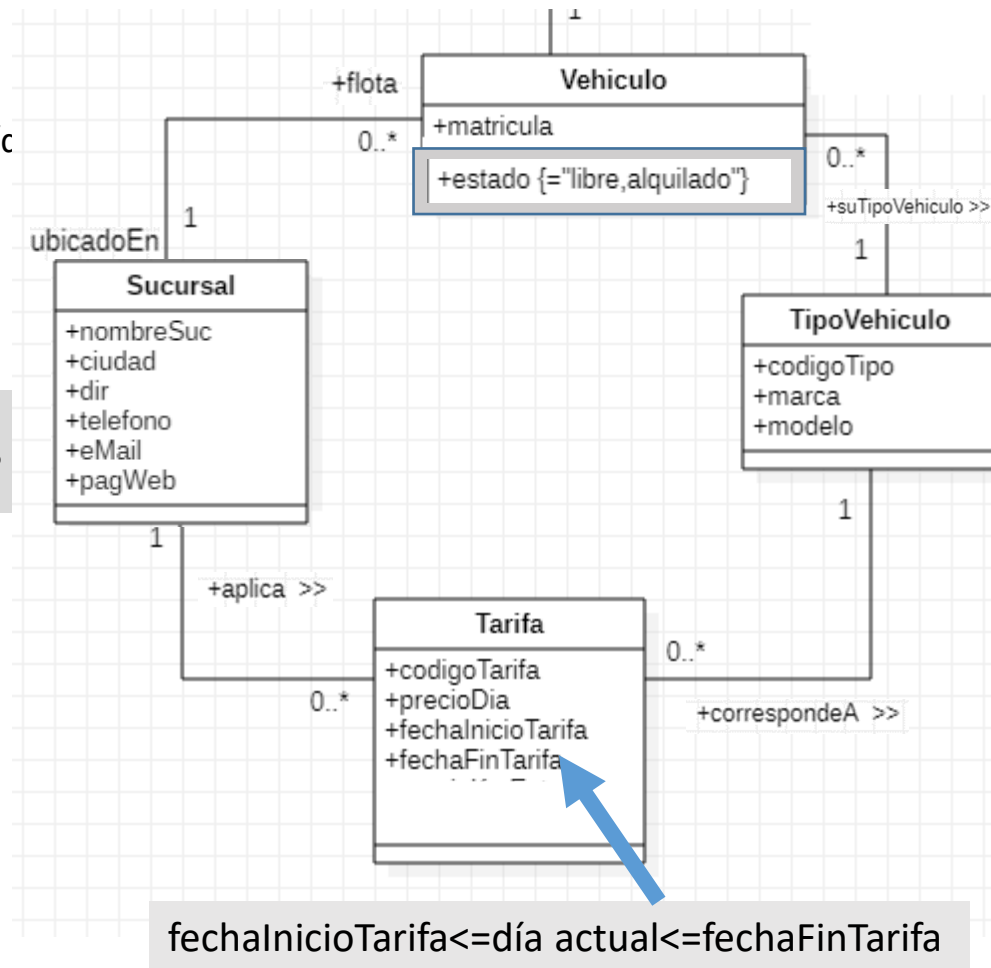 1
+flota
Vehiculo
+matricula
0..*
+estado {="libre,alquilado"}
0..*
+suTipoVehiculo >>
1
1
ubicadoEn
Sucursal
+nombreSuc
+ciudad
+dir
+telefono
+eMail
+pagWeb
TipoVehiculo
+codigoTipo
+marca
+modelo
1
1
+aplica >>
Tarifa
+codigoTarifa
+precioDia
+fechaInicioTarifa
+fechaFinTarifa
0..*
0..*
+correspondeA >>
fechaInicioTarifa<=día actual<=fechaFinTarifa